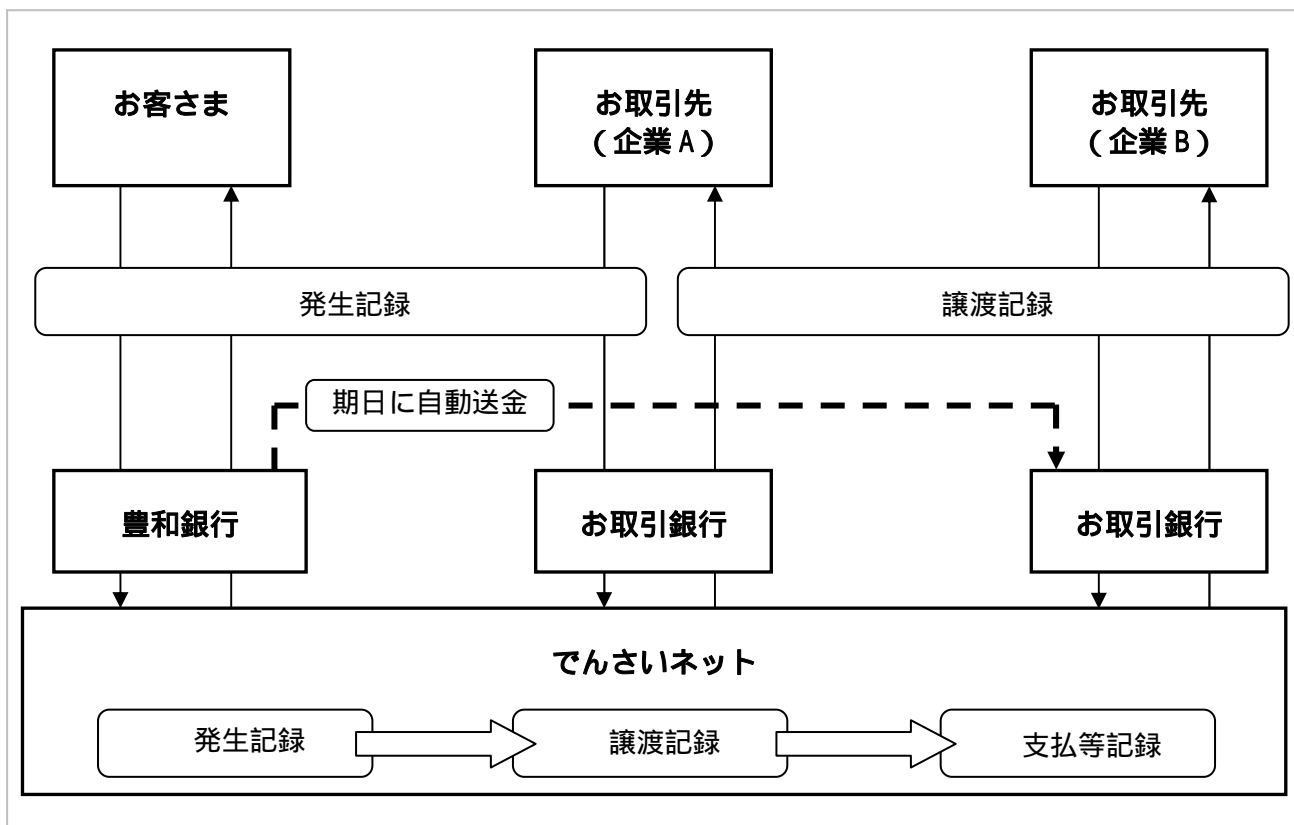 お客さま
お取引先
（企業A）
お取引先
（企業B）
発生記録
譲渡記録
期日に自動送金
豊和銀行
お取引銀行
お取引銀行
でんさいネット
発生記録
譲渡記録
支払等記録